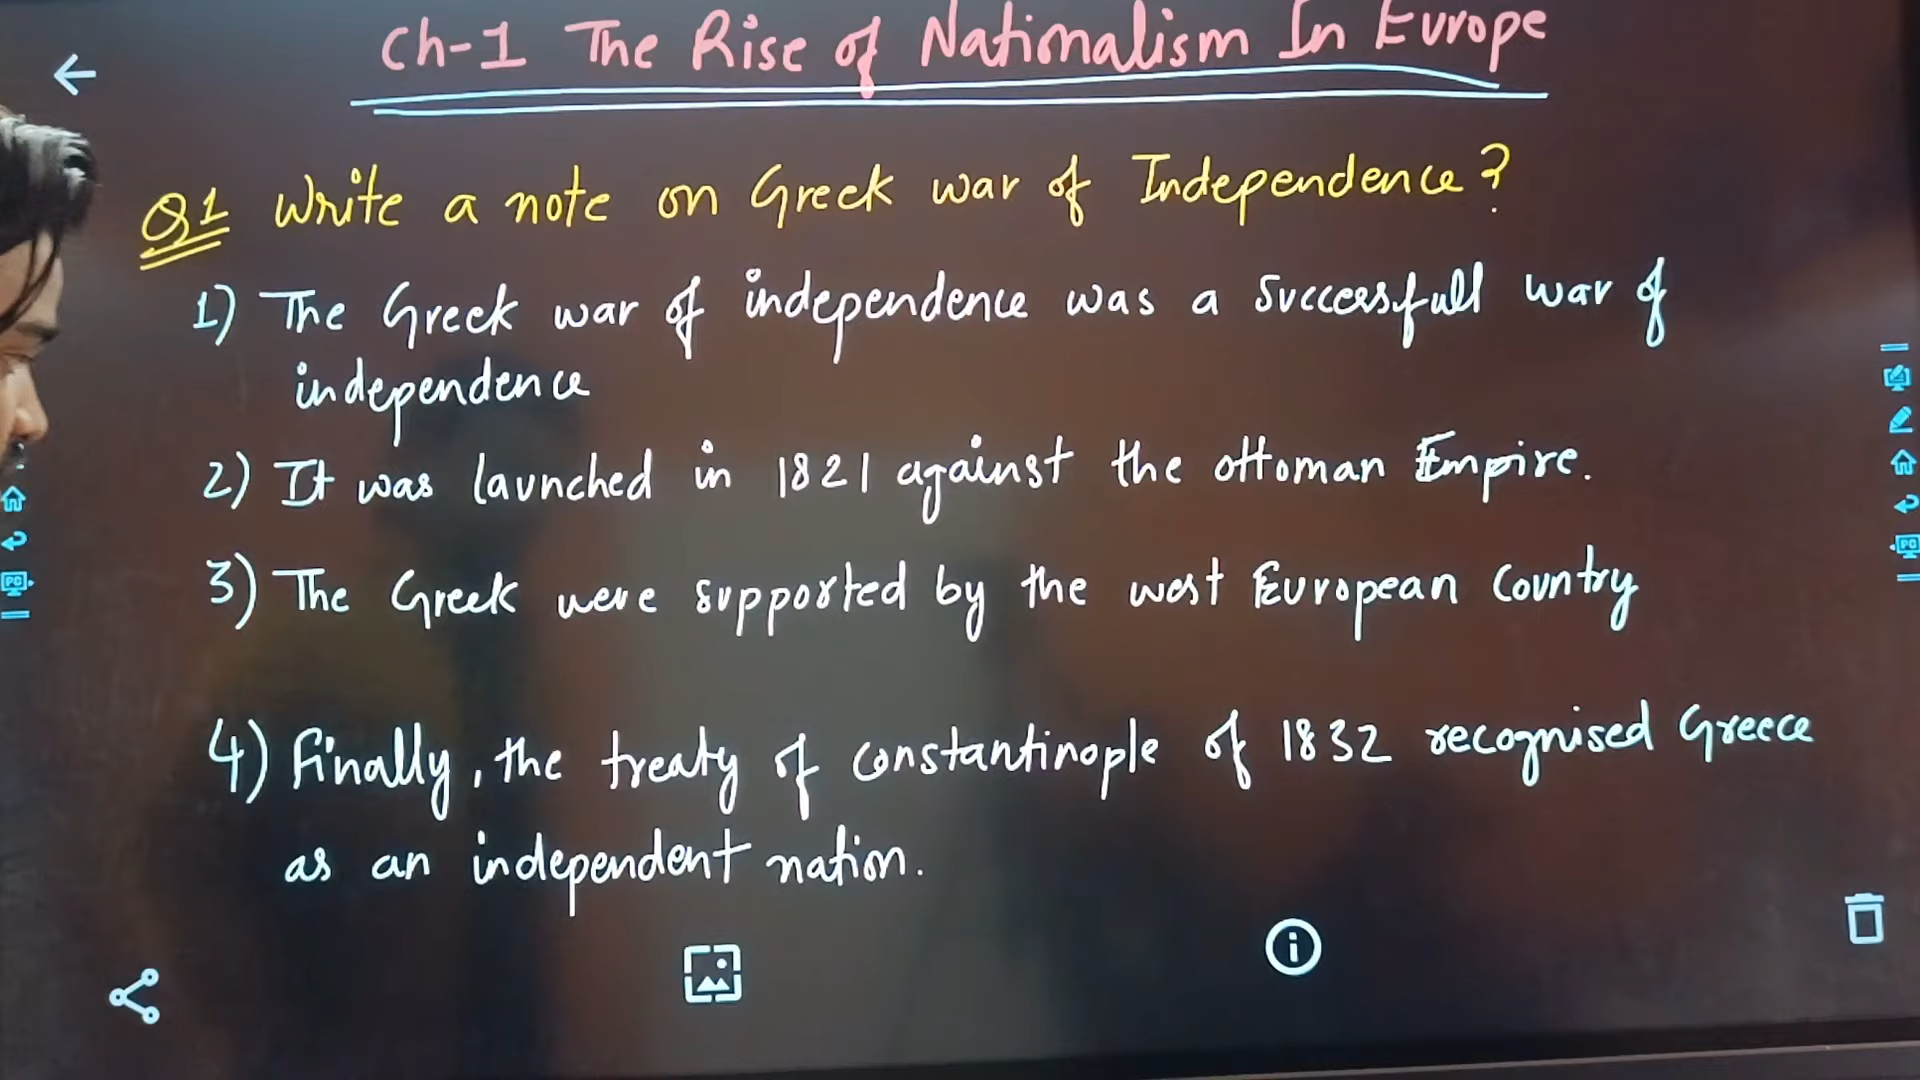 Ch-1 The Rise of Nationalism In Europe
Q1 Write a note on Greek war of Independence?
1) The Greek war of independence was a successfull war of
independence
2) It was launched in 1821 against the ottoman Empire.
3) The Greek were supported by the west European Country
4) Finally, the treaty of constantinople of 1832 recognised Greece
as an independent nation.
PC
PC